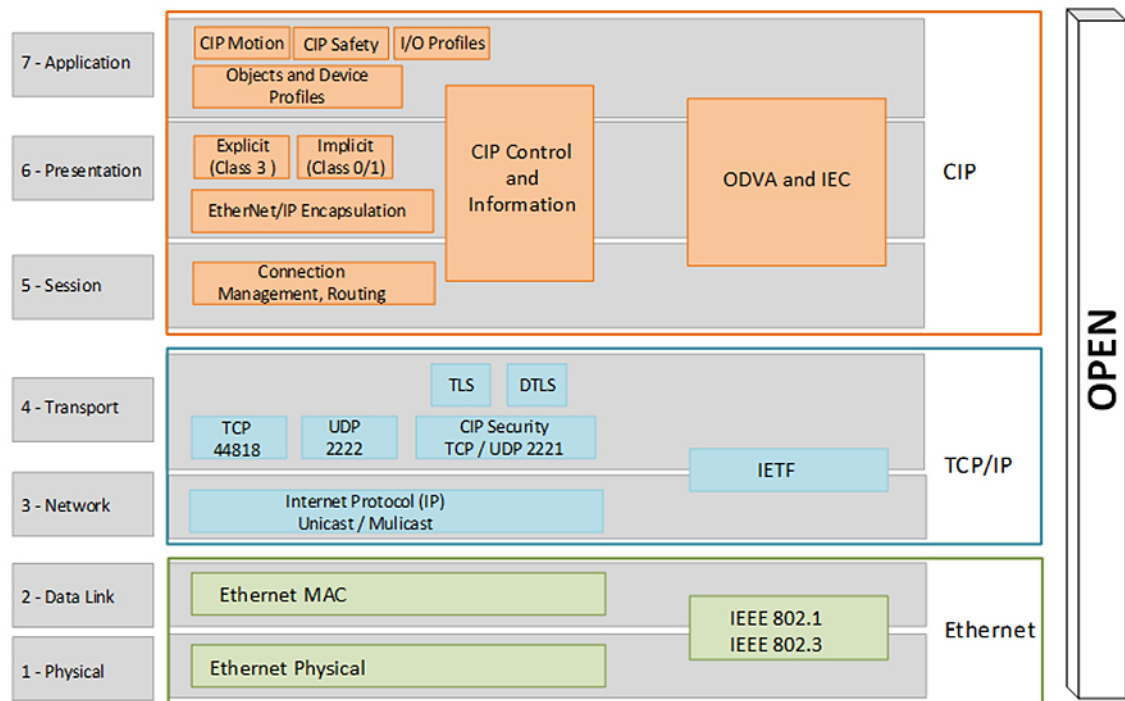 7 - Application
CIP Motion
CIP Safety
I/O Profiles
Objects and Device
Profiles
6 - Presentation
Explicit
(Class 3 )
Implicit
(Class 0/1)
EtherNet/IP Encapsulation
CIP Control
and
Information
ODVA and IEC
CIP
5 - Session
Connection
Management, Routing
4 - Transport
TLS
DTLS
TCP
44818
UDP
2222
CIP Security
TCP / UDP 2221
IETF
TCP/IP
3 - Network
Internet Protocol (IP)
Unicast / Mulicast
2 - Data Link
Ethernet MAC
IEEE 802.1
IEEE 802.3
Ethernet
1 - Physical
Ethernet Physical
OPEN